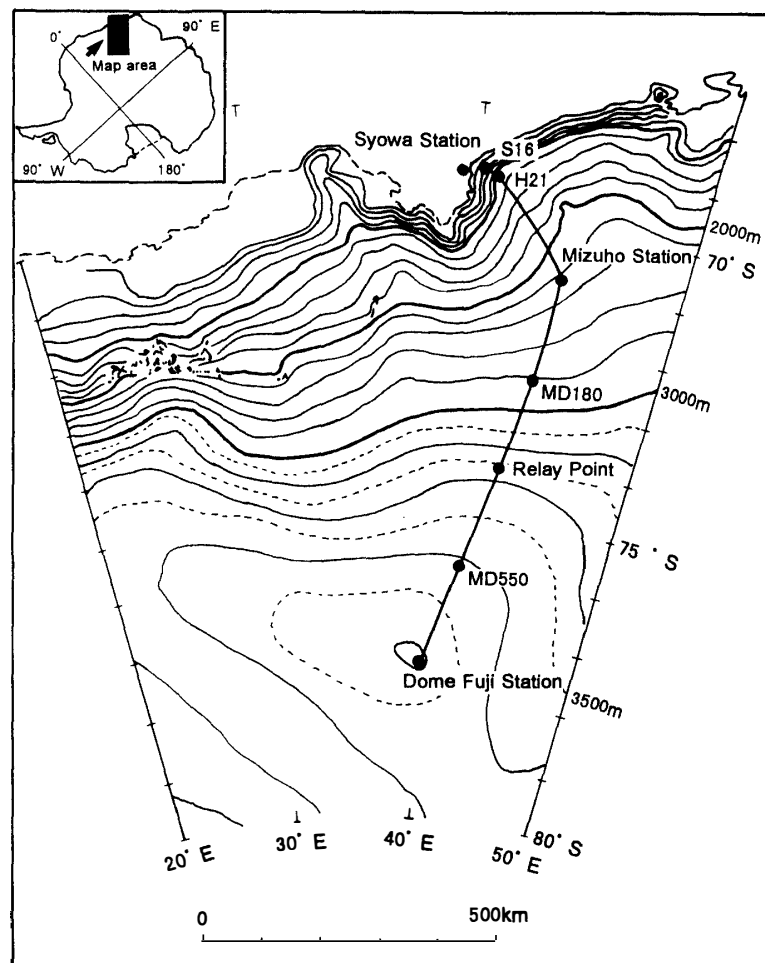 0°
90° E
Map area
90° W
180°
Syowa Station
S16
H21
2000m
70° S
Mizuho Station
MD180
3000m
Relay Point
75° S
MD550
Dome Fuji Station
3500m
20° E
30° E
40° E
50° E
80° S
0
500km